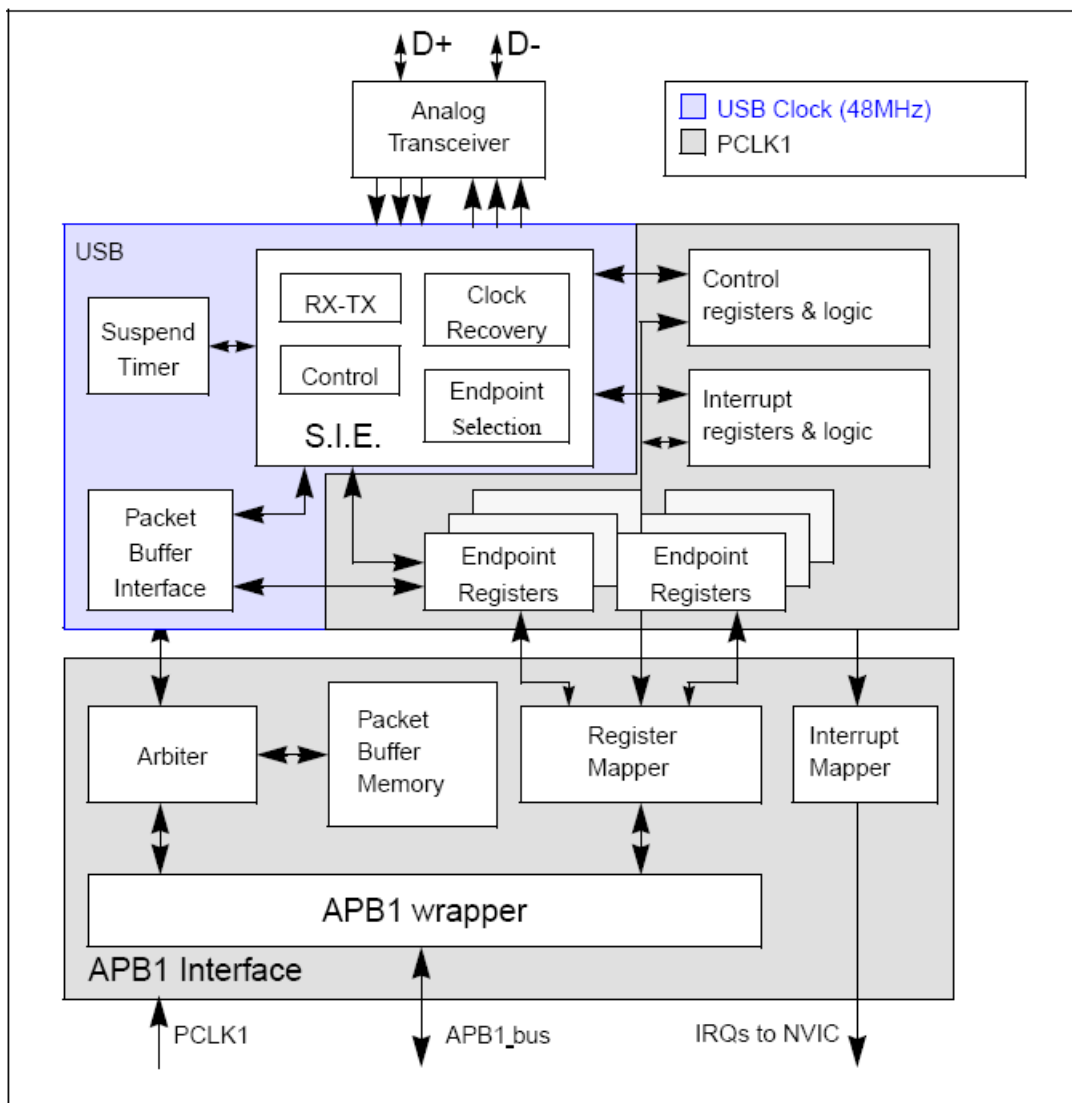 D+ D-
Analog
Transceiver
USB Clock (48MHz)
PCLK1
USB
RX-TX
Clock
Recovery
Control
registers & logic
Suspend
Timer
Control
Endpoint
Selection
S.I.E.
Interrupt
registers & logic
Packet
Buffer
Interface
Endpoint
Registers
Endpoint
Registers
Arbiter
Packet
Buffer
Memory
Register
Mapper
Interrupt
Mapper
APB1 wrapper
APB1 Interface
PCLK1
APB1_bus
IRQs to NVIC